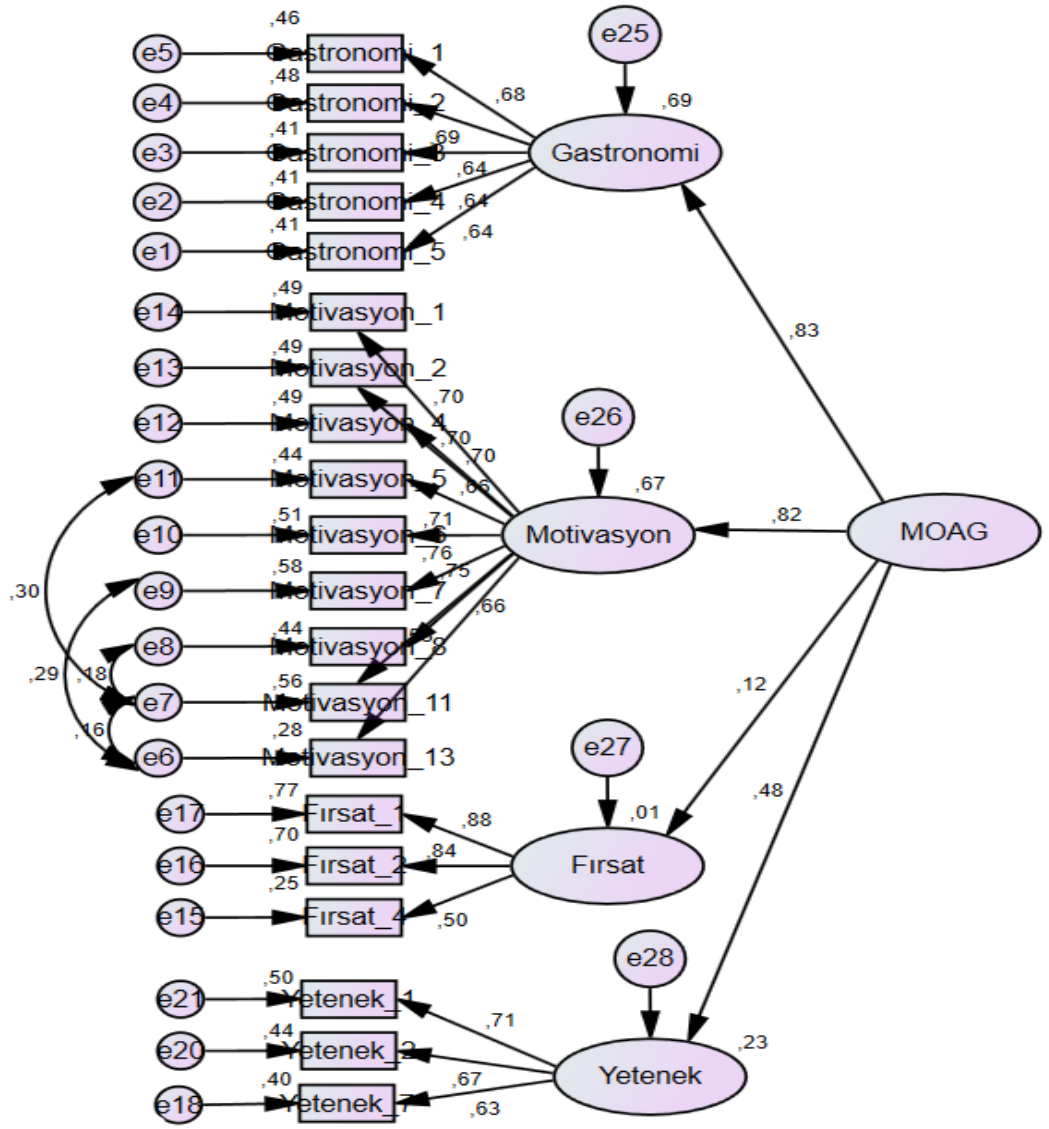 ,46
e5 Gastronomi_1
,48
e4 Gastronomi_2
,41
e3 Gastronomi_3
,41
e2 Gastronomi_4
,41
e1 Gastronomi_5
,68
,69
,64
,64
,64
e25
,69
Gastronomi
,83
,49
e14 Motivasyon_1
,49
e13 Motivasyon_2
,49
e12 Motivasyon_4
,44
e11 Motivasyon_5
,51
e10 Motivasyon_6
,58
e9 Motivasyon_7
,44
e8 Motivasyon_8
,56
e7 Motivasyon_11
,28
e6 Motivasyon_13
,30
,29
,18
,16
,70
,70
,70
,66
,71
,76
,75
,66
e26
,67
Motivasyon
,82
MOAG
,12
,48
,77
e17 Fırsat_1
,70
e16 Fırsat_2
,25
e15 Fırsat_4
,88
,84
,50
e27
,01
Fırsat
,50
e21 Yetenek_1
,44
e20 Yetenek_2
,40
e18 Yetenek_7
,71
,67
,63
e28
,23
Yetenek